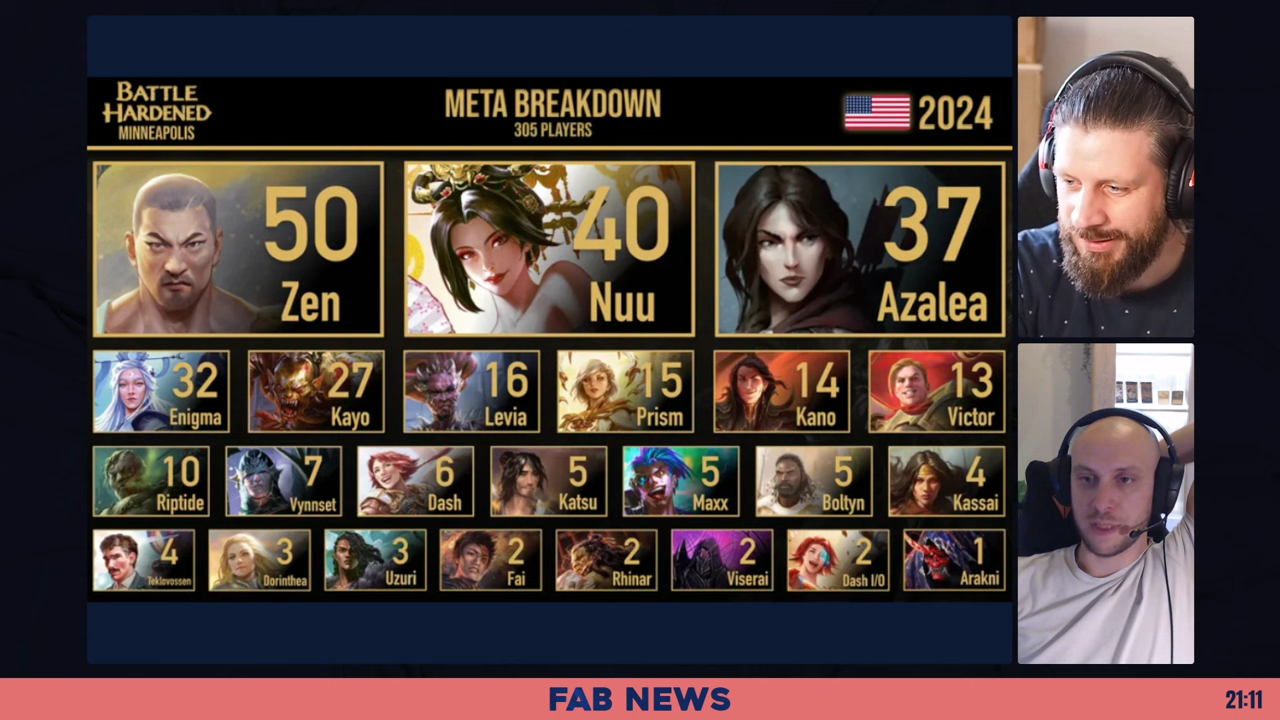 BATTLE
HARDENED
MINNEAPOLIS
META BREAKDOWN
305 PLAYERS
2024
50
Zen
40
Nuu
37
Azalea
32
Enigma
27
Kayo
16
Levia
15
Prism
14
Kano
13
Victor
10
Riptide
7
Vynnset
6
Dash
5
Katsu
5
Maxx
5
Boltyn
4
Kassai
4
Teklovossen
3
Dorinthea
3
Uzuri
2
Fai
2
Rhinar
2
Viserai
2
Dash I/O
1
Arakni
FAB NEWS
21:11